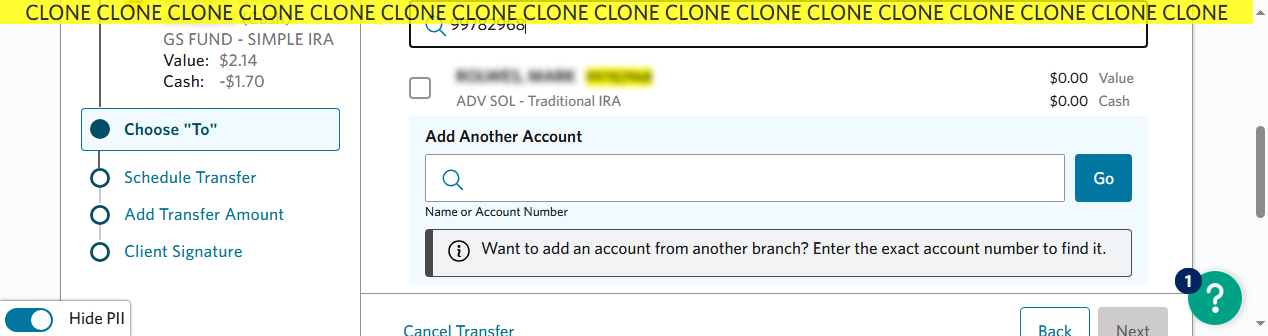 CLONE CLONE CLONE CLONE CLONE CLONE CLONE CLONE CLONE CLONE CLONE CLONE CLONE CLONE CLONE CLONE CLONE
GS FUND - SIMPLE IRA
Value: $2.14
Cash: -$1.70
Choose "To"
Schedule Transfer
Add Transfer Amount
Client Signature
Hide PII
99782968
$0.00 Value
ADV SOL - Traditional IRA
$0.00 Cash
Add Another Account
Go
Name or Account Number
Want to add an account from another branch? Enter the exact account number to find it.
Cancel Transfer
Back
Next
1
?